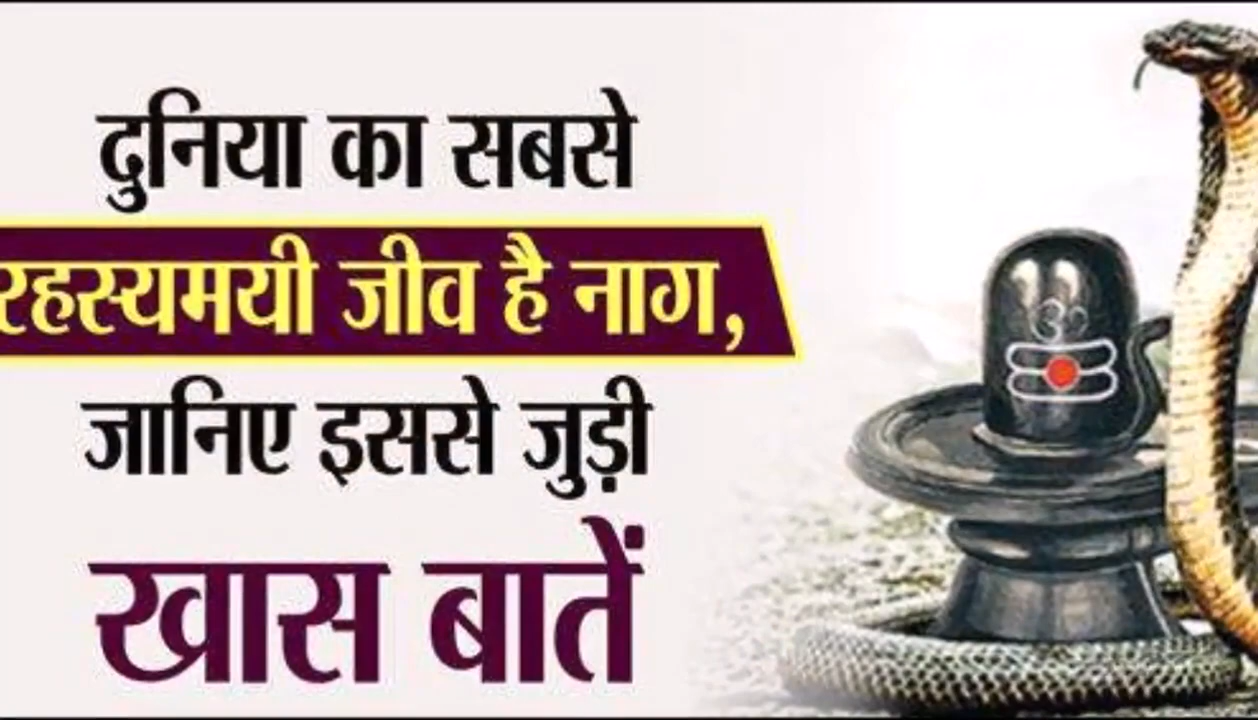 दुनिया का सबसे
रहस्यमयी जीव है नाग,
जानिए इससे जुड़ी
खास बातें
ॐ